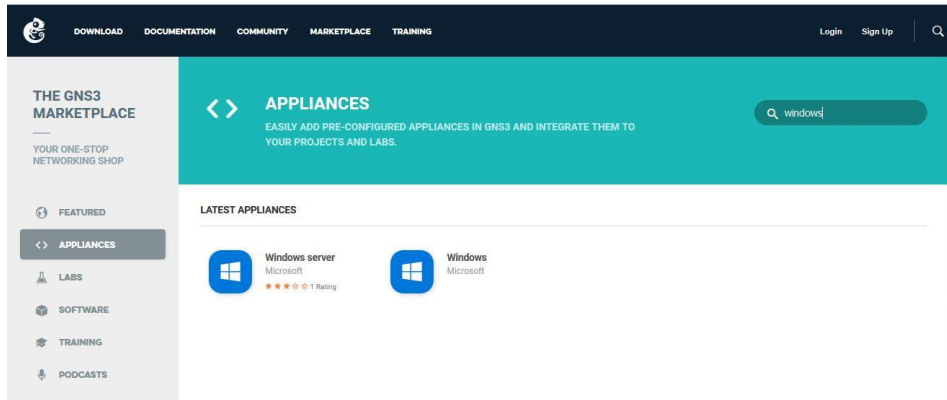 DOWNLOAD DOCUMENTATION COMMUNITY MARKETPLACE TRAINING Login Sign Up
THE GNS3
MARKETPLACE
YOUR ONE-STOP
NETWORKING SHOP
FEATURED
APPLIANCES
LABS
SOFTWARE
TRAINING
PODCASTS
APPLIANCES
EASILY ADD PRE-CONFIGURED APPLIANCES IN GNS3 AND INTEGRATE THEM TO
YOUR PROJECTS AND LABS.
windows
LATEST APPLIANCES
Windows server
Microsoft
1 Rating
Windows
Microsoft